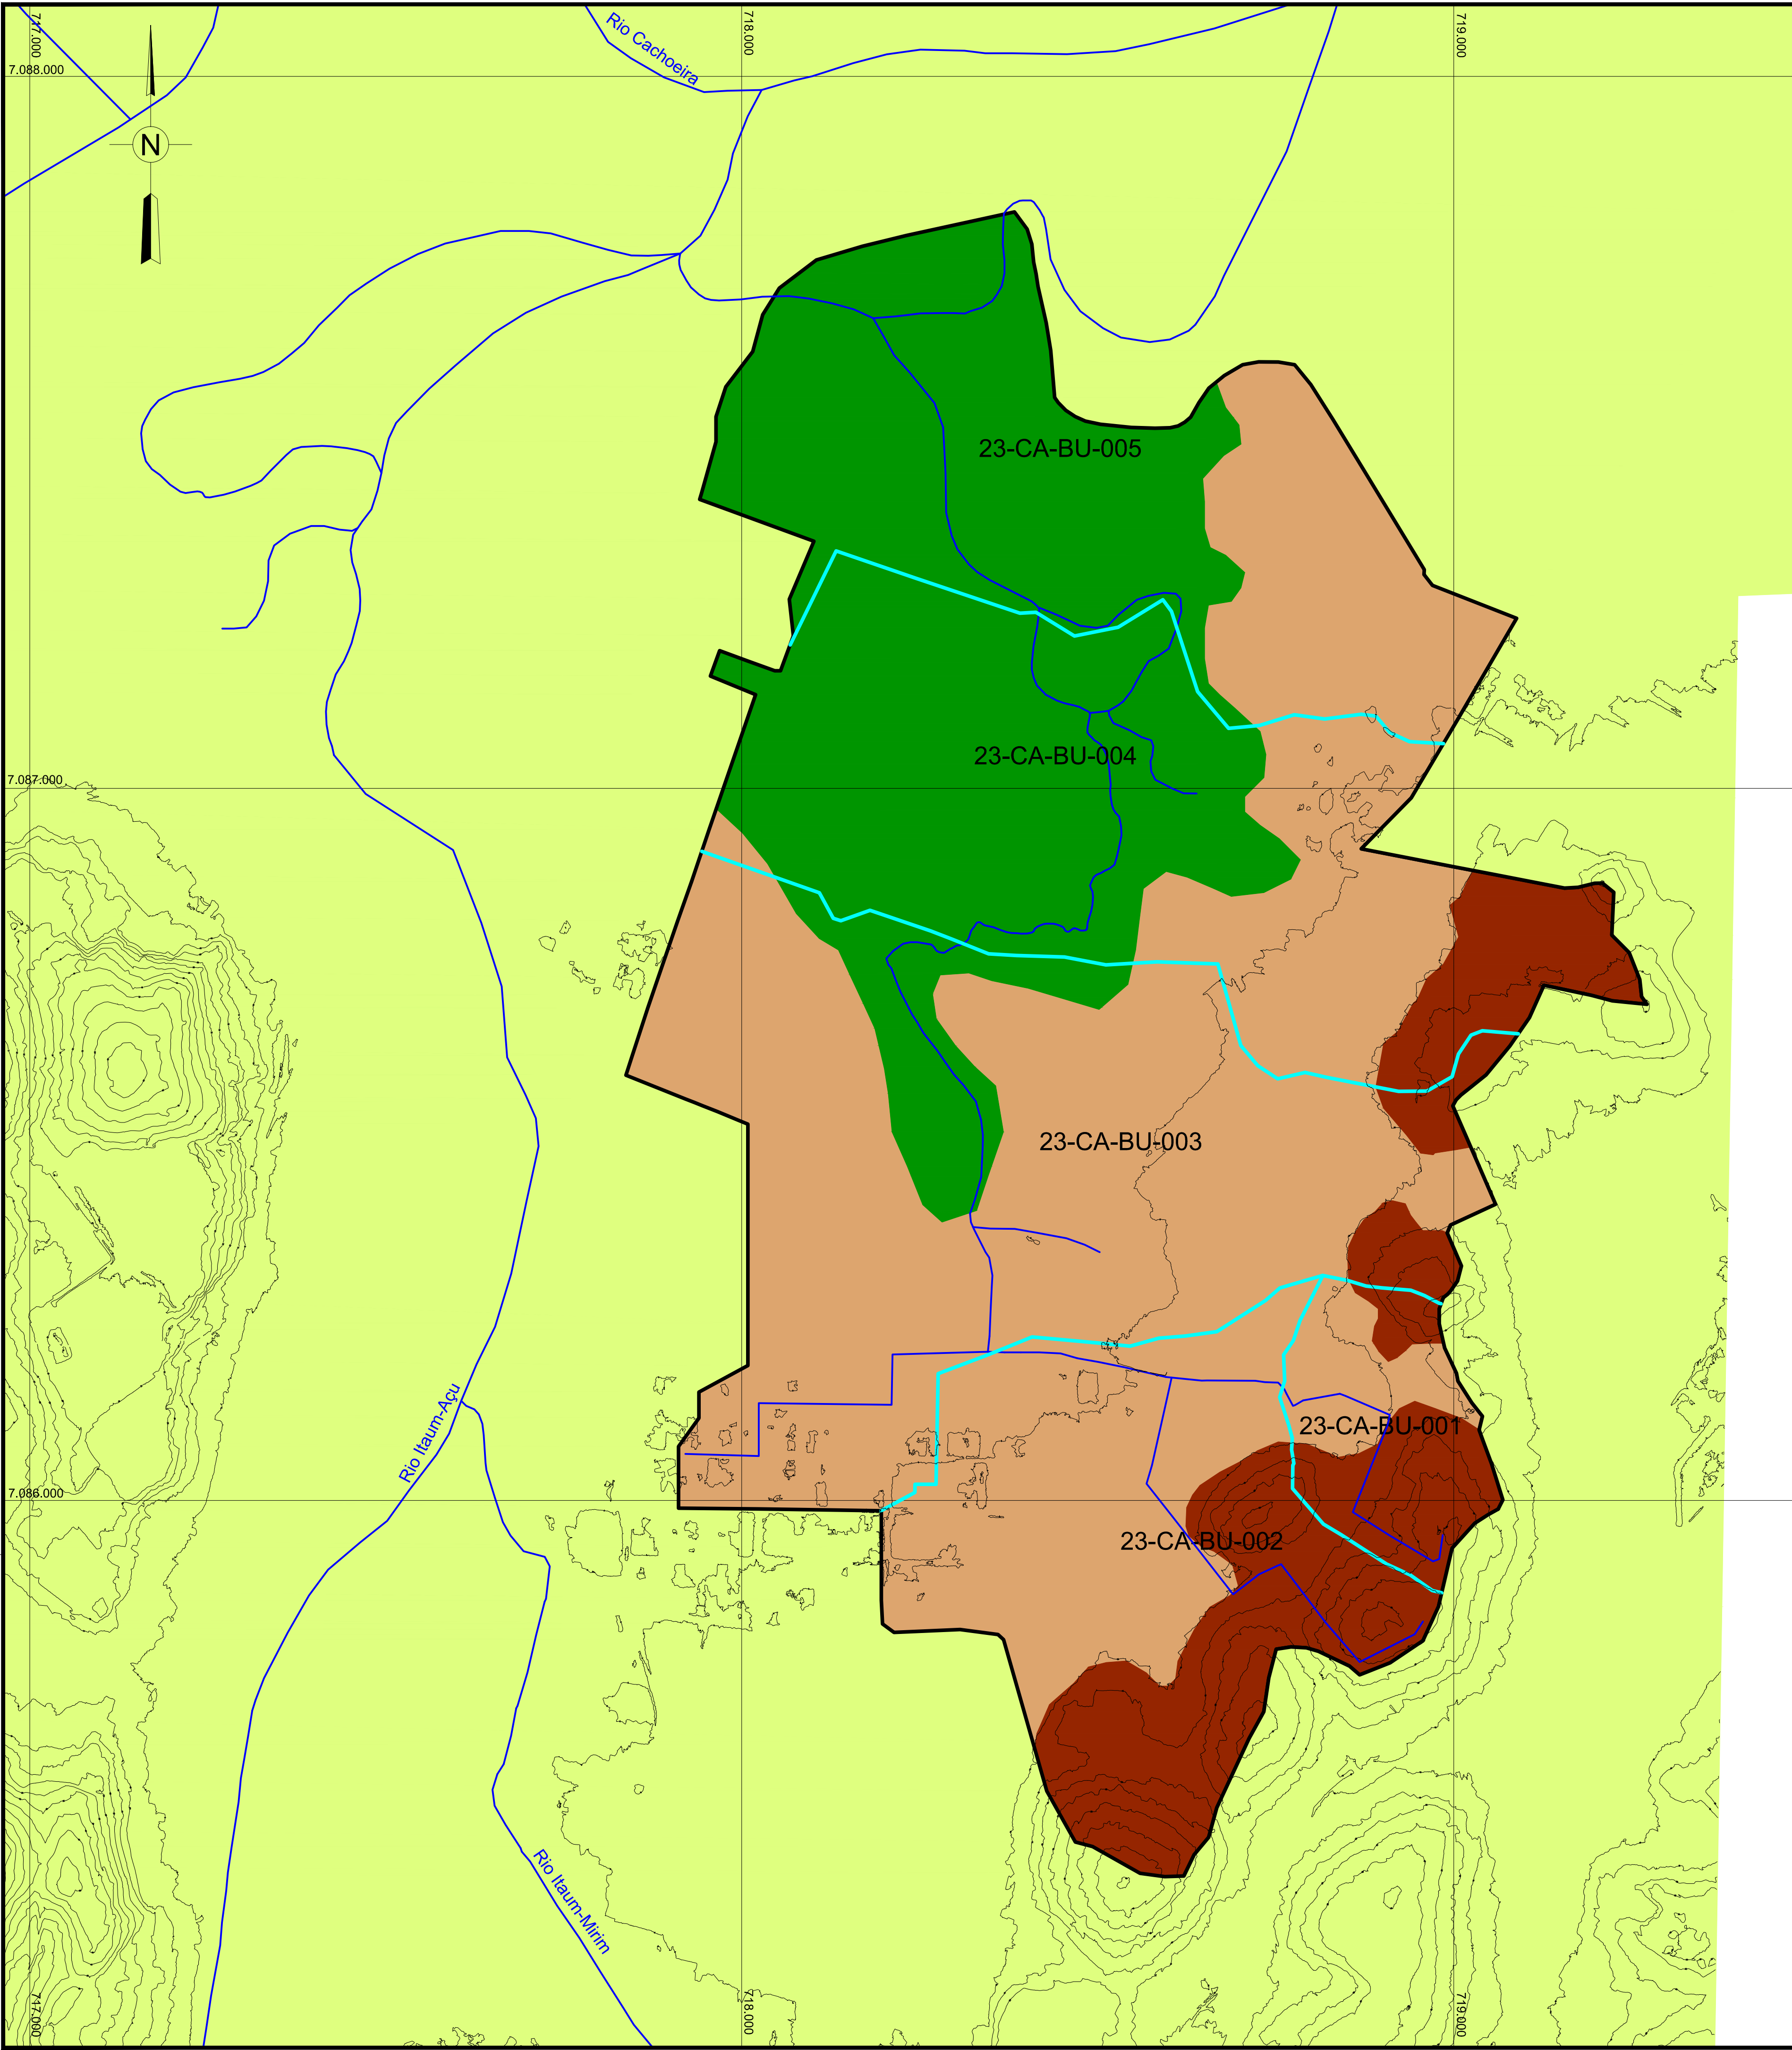 717.000
718.000
719.000
Rio Cachoeira
7.088.000
N
23-CA-BU-005
23-CA-BU-004
7.087.000
23-CA-BU-003
Rio Itaum-Açu
23-CA-BU-001
7.086.000
23-CA-BU-002
Rio Itaum-Mirim
747.000
718.000
719.000